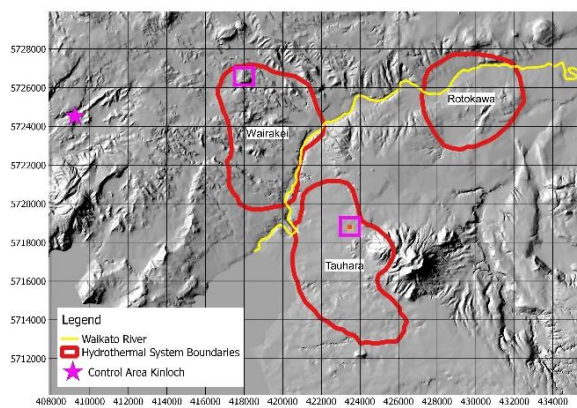 5728000
5726000
5724000
5722000
5720000
5718000
5716000
5714000
5712000
Wairakei
Rotokawa
Tauhara
Legend
Waikato River
Hydrothermal System Boundaries
Control Area Kinloch
408000 410000 412000 414000 416000 418000 420000 422000 424000 426000 428000 430000 432000 434000